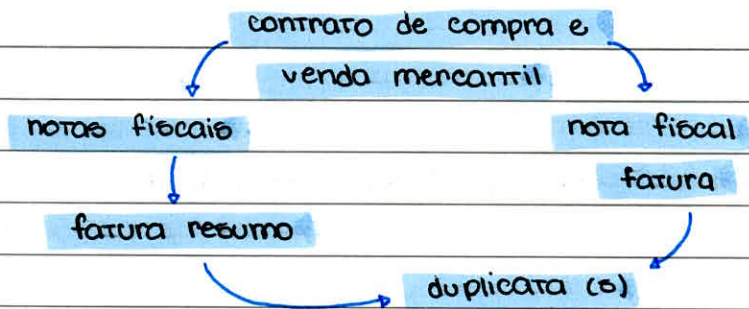 contrato de compra e
venda mercantil
notas fiscais
nota fiscal
fatura
fatura resumo
duplicata (s)